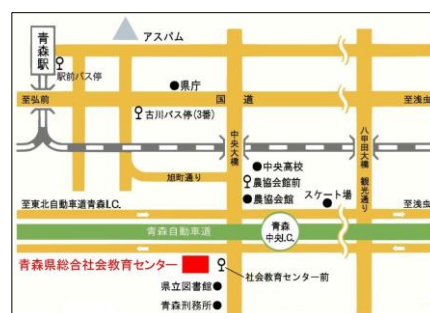 アスパム
青森駅
駅前バス停
県庁
至弘前
国道
至浅虫
古川バス停(3番)
中央大橋
八甲田大橋
観光通り
中央高校
旭町通り
農協会館前
農協会館
スケート場
至東北自動車道青森I.C.
至浅虫
青森自動車道
青森中央I.C.
青森県総合社会教育センター
社会教育センター前
県立図書館
青森刑務所